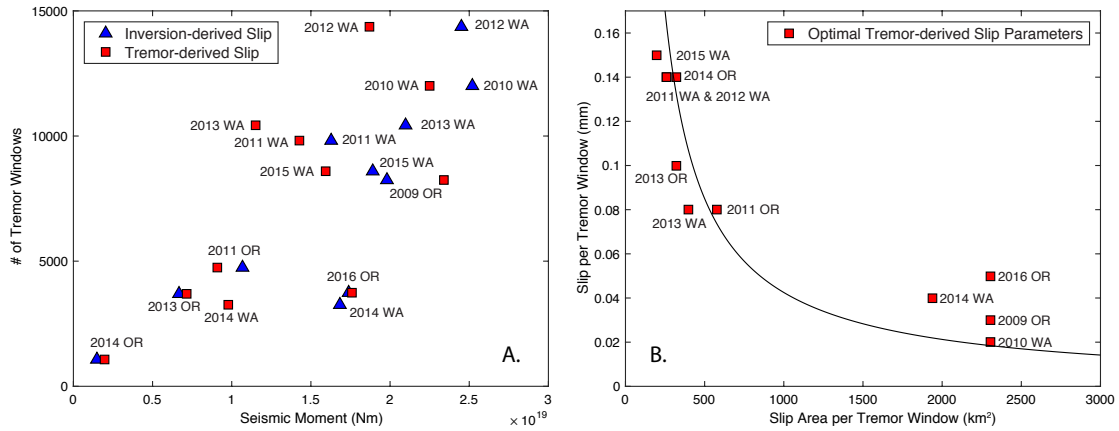 15000
10000
5000
0
# of Tremor Windows
Inversion-derived Slip
Tremor-derived Slip
2012 WA
2012 WA
2010 WA
2010 WA
2013 WA
2013 WA
2011 WA
2011 WA
2015 WA
2015 WA
2009 OR
2011 OR
2016 OR
2013 OR
2014 WA
2014 WA
2014 OR
A.
0 0.5 1 1.5 2 2.5 3
Seismic Moment (Nm)
× 10^19
0.16
0.14
0.12
0.1
0.08
0.06
0.04
0.02
0
Slip per Tremor Window (mm)
Optimal Tremor-derived Slip Parameters
2015 WA
2014 OR
2011 WA & 2012 WA
2013 OR
2013 WA
2011 OR
2016 OR
2014 WA
2009 OR
2010 WA
B.
0 500 1000 1500 2000 2500 3000
Slip Area per Tremor Window (km²)